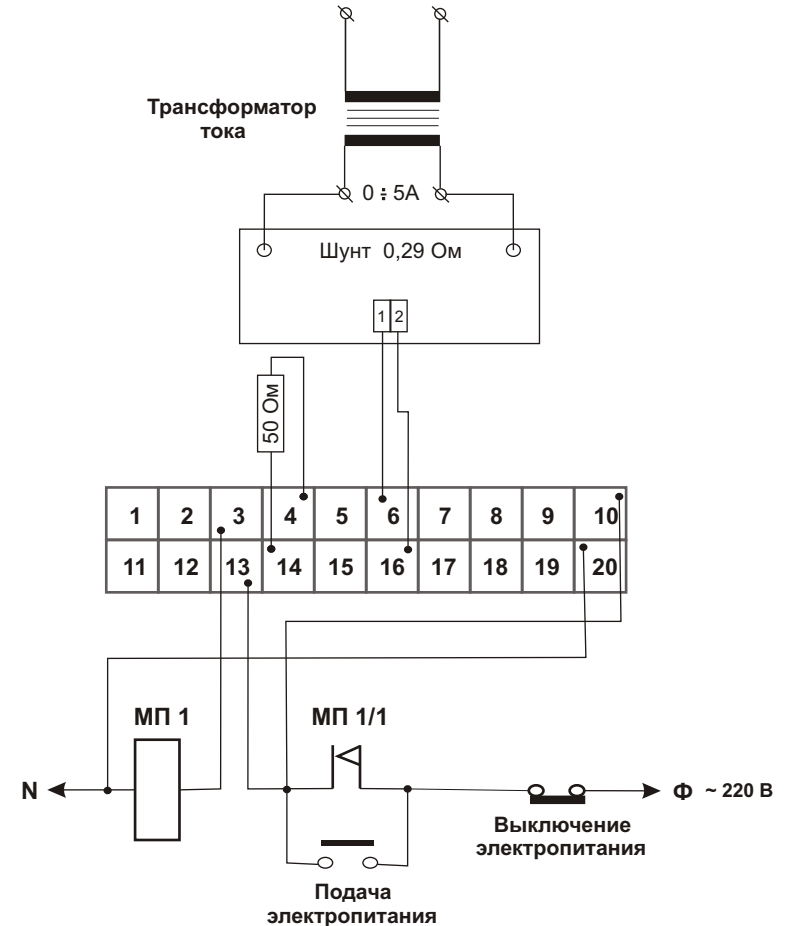 Трансформатор
тока
0 ÷ 5А
Шунт 0,29 Ом
1 2
50 Ом
1 2 3 4 5 6 7 8 9 10
11 12 13 14 15 16 17 18 19 20
МП 1 МП 1/1
N Ф ~ 220 В
Выключение
электропитания
Подача
электропитания